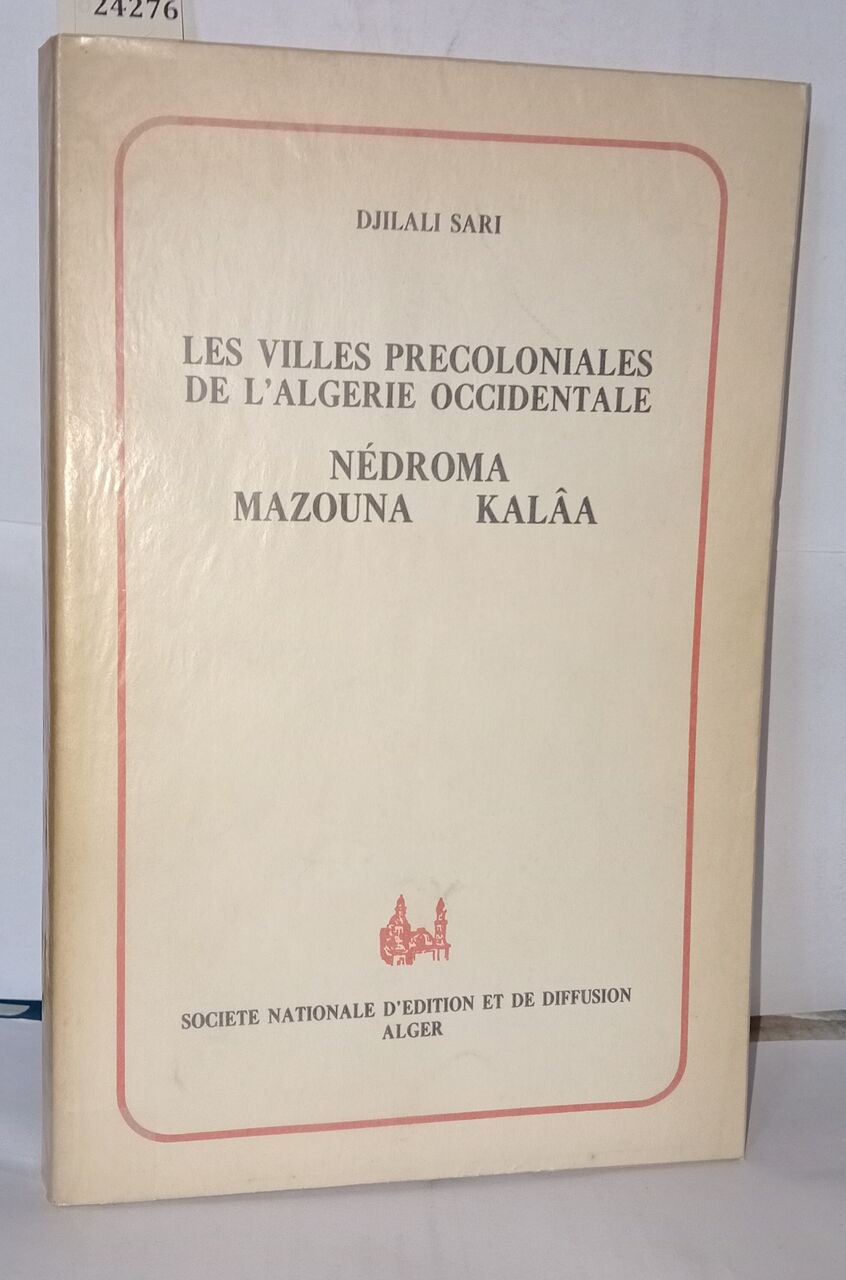 24276
DJILALI SARI
LES VILLES PRECOLONIALES
DE L'ALGERIE OCCIDENTALE
NÉDROMA
MAZOUNA KALÂA
SOCIETE NATIONALE D'EDITION ET DE DIFFUSION
ALGER